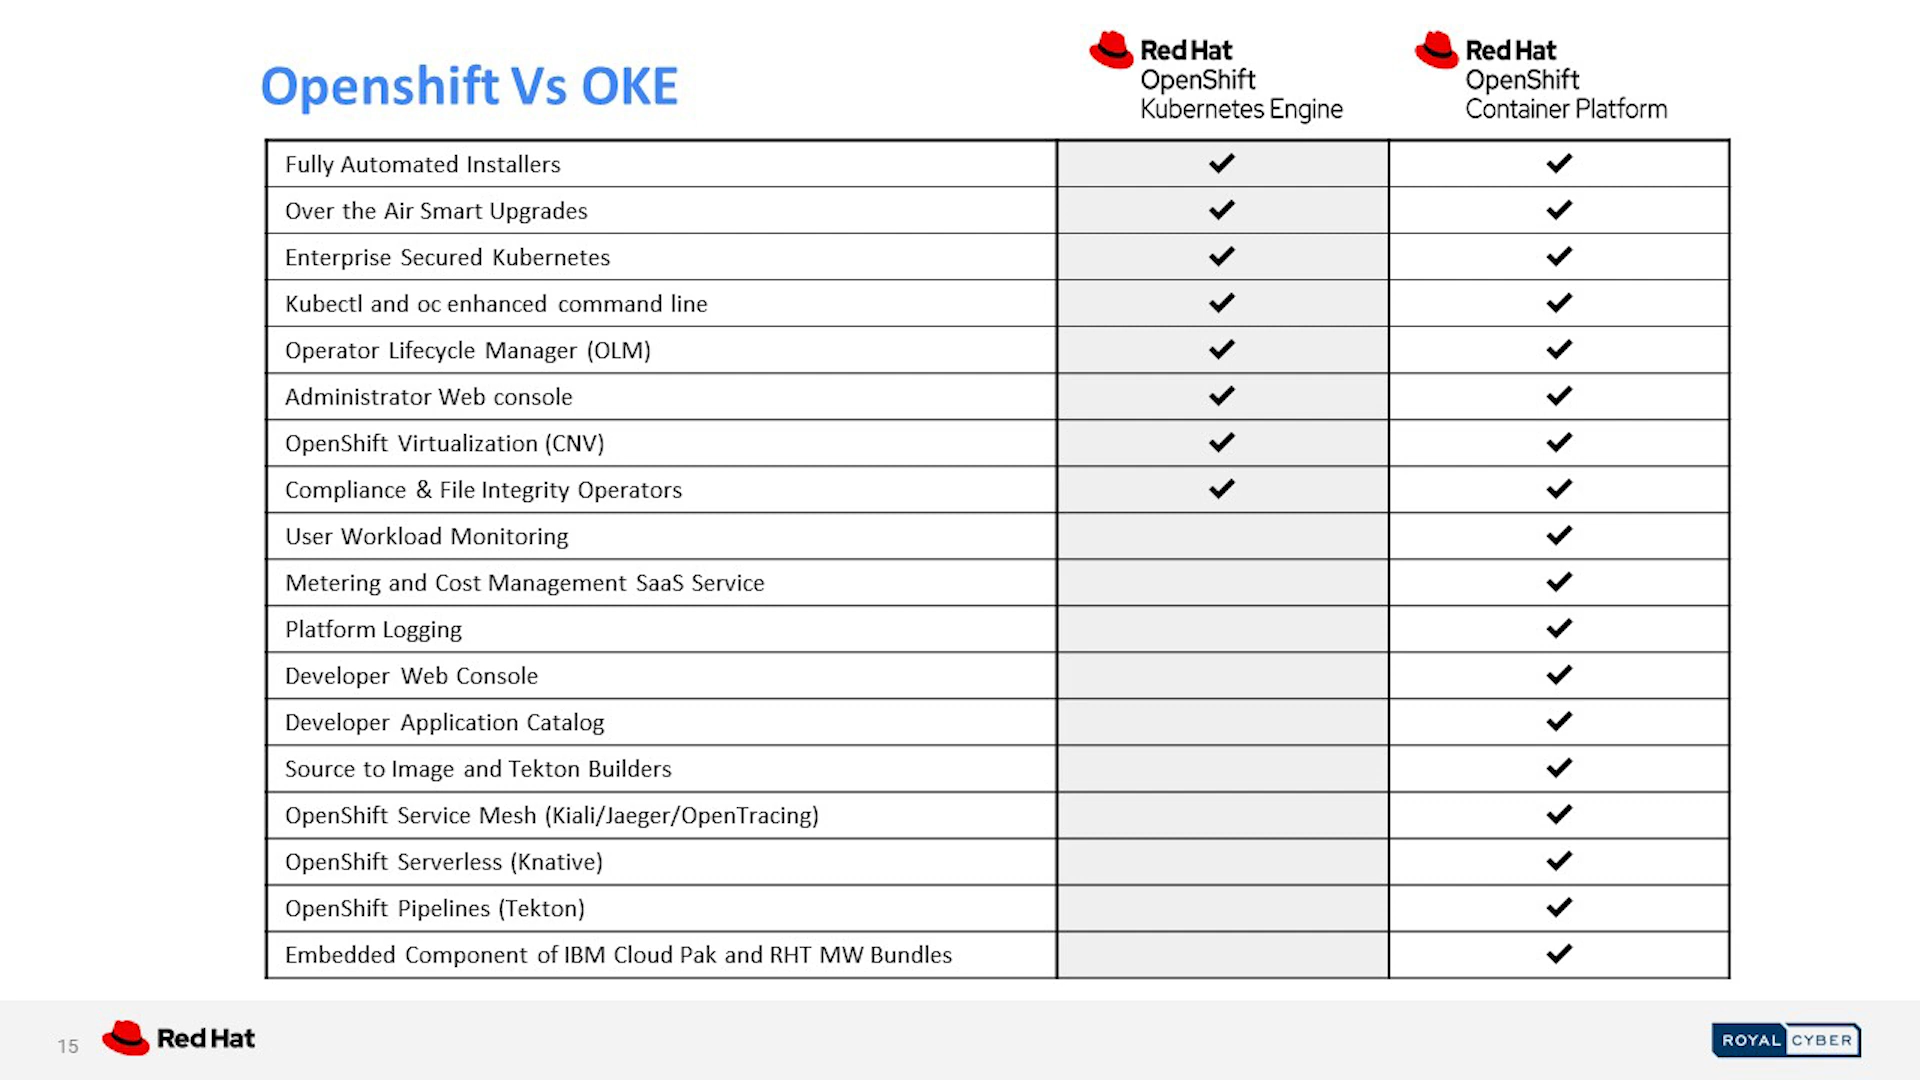 Openshift Vs OKE
Red Hat
OpenShift
Kubernetes Engine
Red Hat
OpenShift
Container Platform
Fully Automated Installers ✔ ✔
Over the Air Smart Upgrades ✔ ✔
Enterprise Secured Kubernetes ✔ ✔
Kubectl and oc enhanced command line ✔ ✔
Operator Lifecycle Manager (OLM) ✔ ✔
Administrator Web console ✔ ✔
OpenShift Virtualization (CNV) ✔ ✔
Compliance & File Integrity Operators ✔ ✔
User Workload Monitoring ✔
Metering and Cost Management SaaS Service ✔
Platform Logging ✔
Developer Web Console ✔
Developer Application Catalog ✔
Source to Image and Tekton Builders ✔
OpenShift Service Mesh (Kiali/Jaeger/OpenTracing) ✔
OpenShift Serverless (Knative) ✔
OpenShift Pipelines (Tekton) ✔
Embedded Component of IBM Cloud Pak and RHT MW Bundles ✔
15
Red Hat
ROYAL CYBER